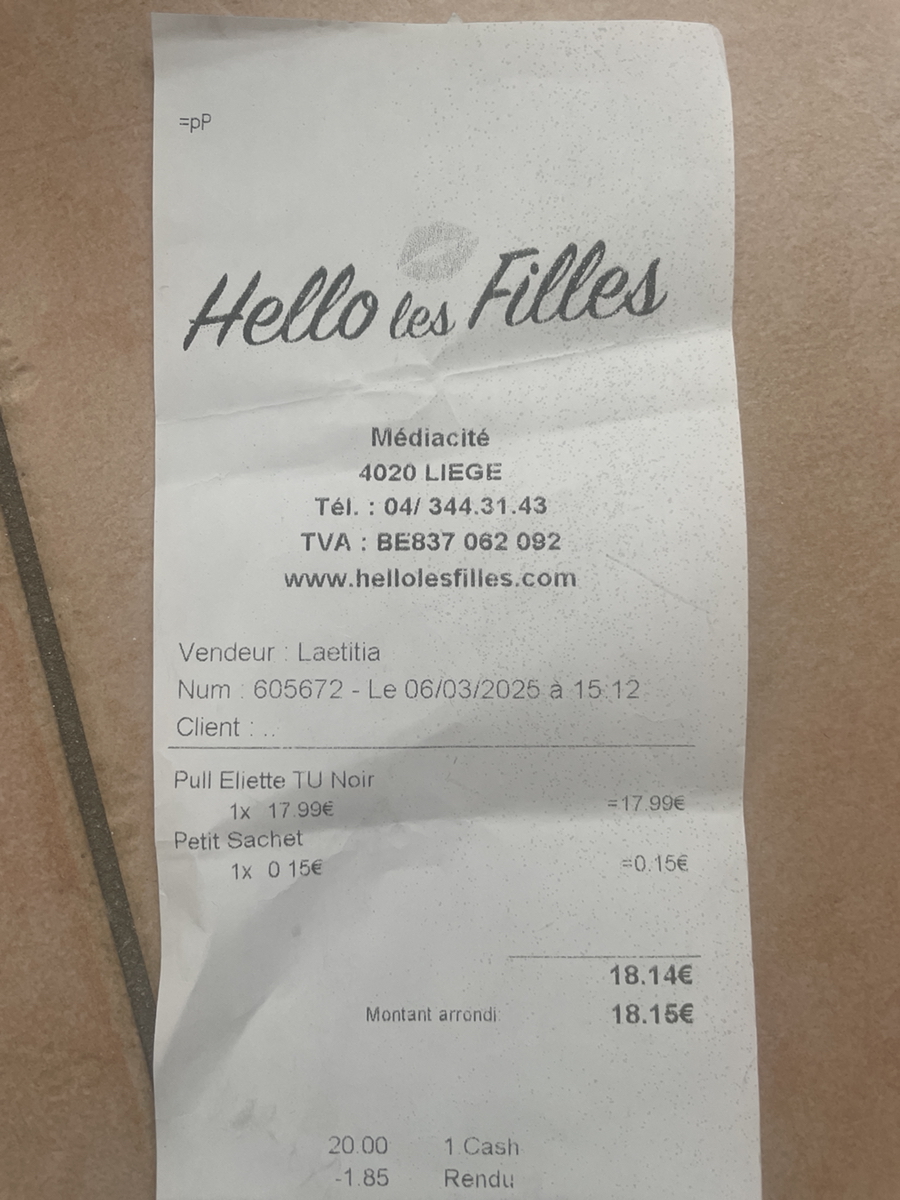 =pP
Hello les Filles
Médiacité
4020 LIEGE
Tél. : 04/ 344.31.43
TVA : BE837 062 092
www.hellolesfilles.com
Vendeur : Laetitia
Num : 605672 - Le 06/03/2025 à 15:12
Client : ..
Pull Eliette TU Noir
1x 17.99€ =17.99€
Petit Sachet
1x 0.15€ =0.15€
18.14€
Montant arrondi: 18.15€
20.00 1.Cash
-1.85 Rendu